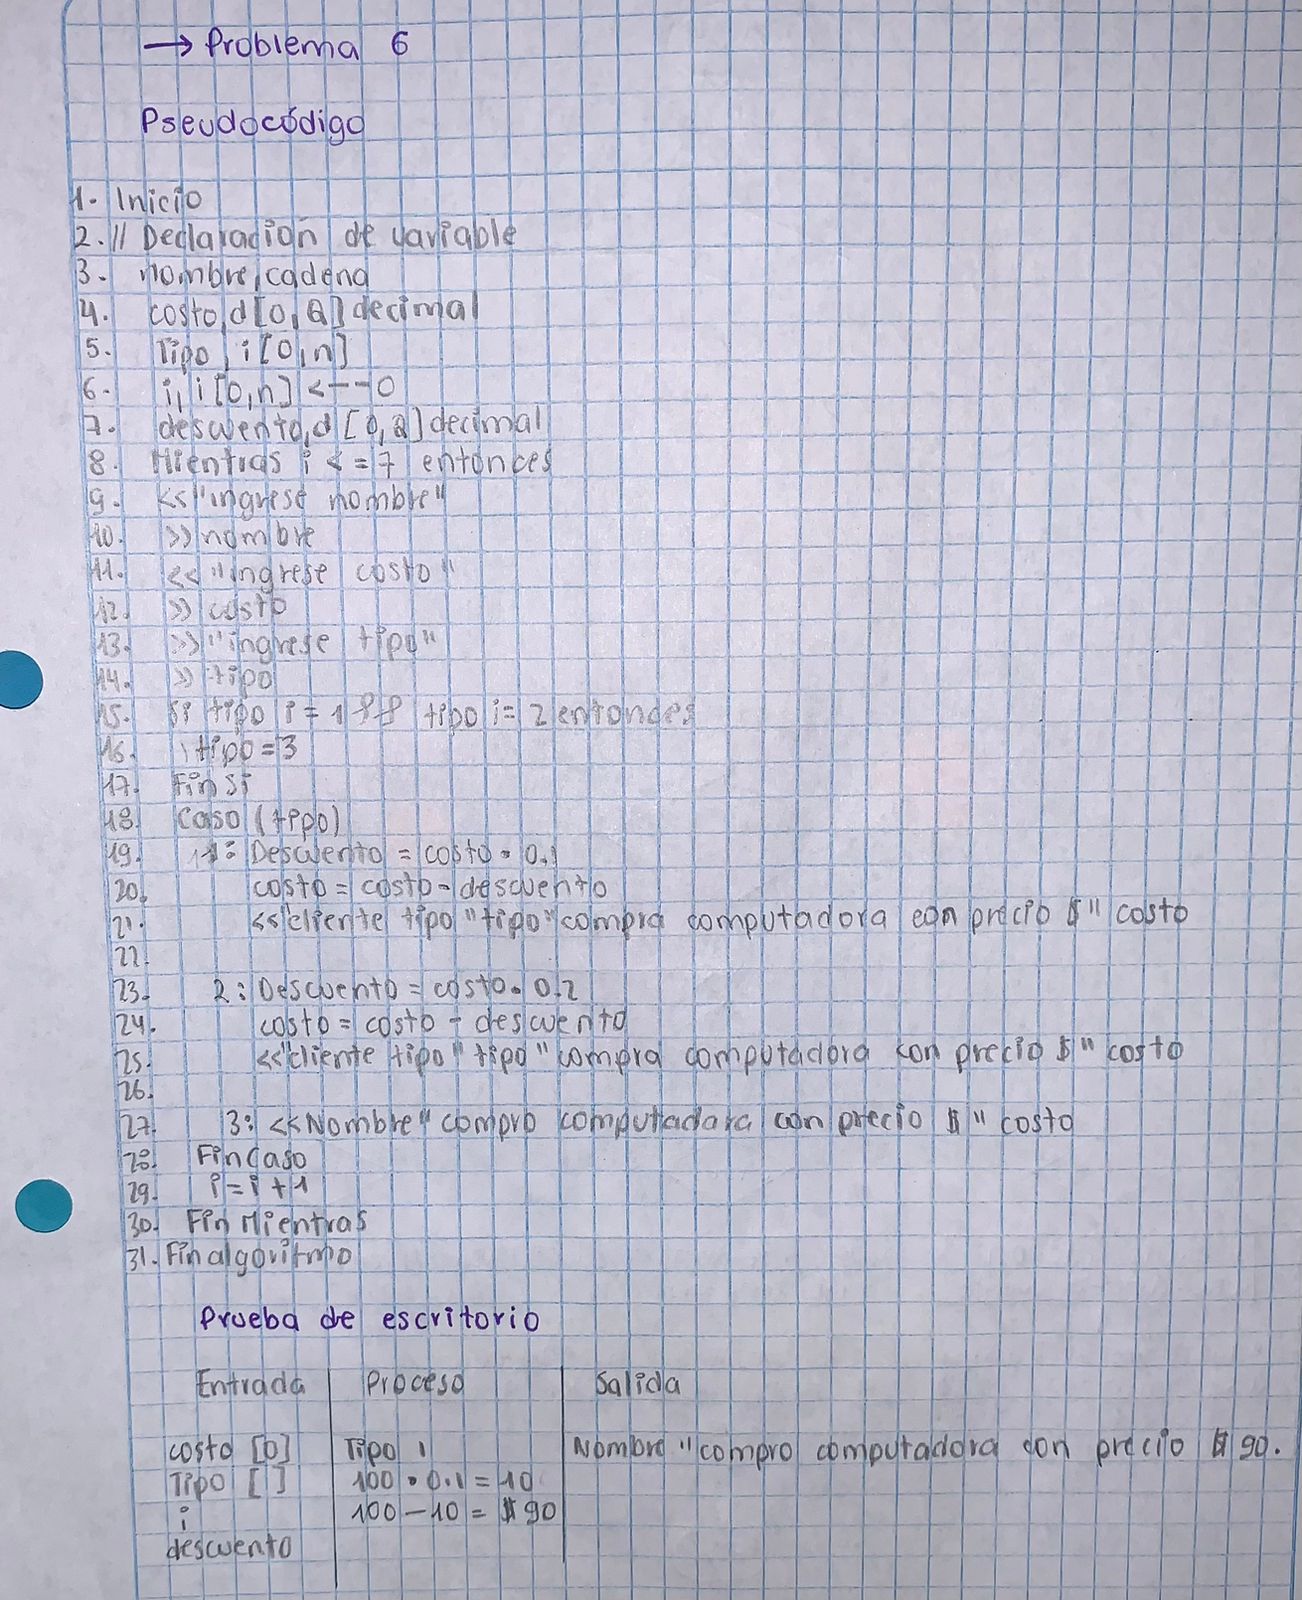 → Problema 6
Pseudocódigo
1. Inicio
2. // Declaración de variable
3. nombre, cadena
4. costo, d [0, Q] decimal
5. Tipo, i [0, n]
6. i, i [0, n] <--0
7. descuento, d [0, Q] decimal
8. Mientras i <=7 entonces
9. <<"ingrese nombre"
10. >> nombre
11. << "ingrese costo"
12. >> costo
13. >>"ingrese tipo"
14. >> tipo
15. Si tipo i= 1 && tipo i= 2 entonces
16. tipo = 3
17. Fin Si
18. Caso (tipo)
19. 1: Descuento = costo • 0.1
20. costo = costo - descuento
21. <<"cliente tipo "tipo" compra computadora con precio $" costo
22.
23. 2: Descuento = costo • 0.2
24. costo = costo - descuento
25. <<"cliente tipo" tipo" compra computadora con precio $" costo
26.
27. 3: <<Nombre" compro computadora con precio $" costo
28. Fin Caso
29. i = i + 1
30. Fin Mientras
31. Fin algoritmo
Prueba de escritorio
Entrada Proceso Salida
costo [0] Tipo 1 Nombre "compro computadora con precio $ 90.
Tipo [ ] 100 • 0.1 = 10
i 100 - 10 = $90
descuento